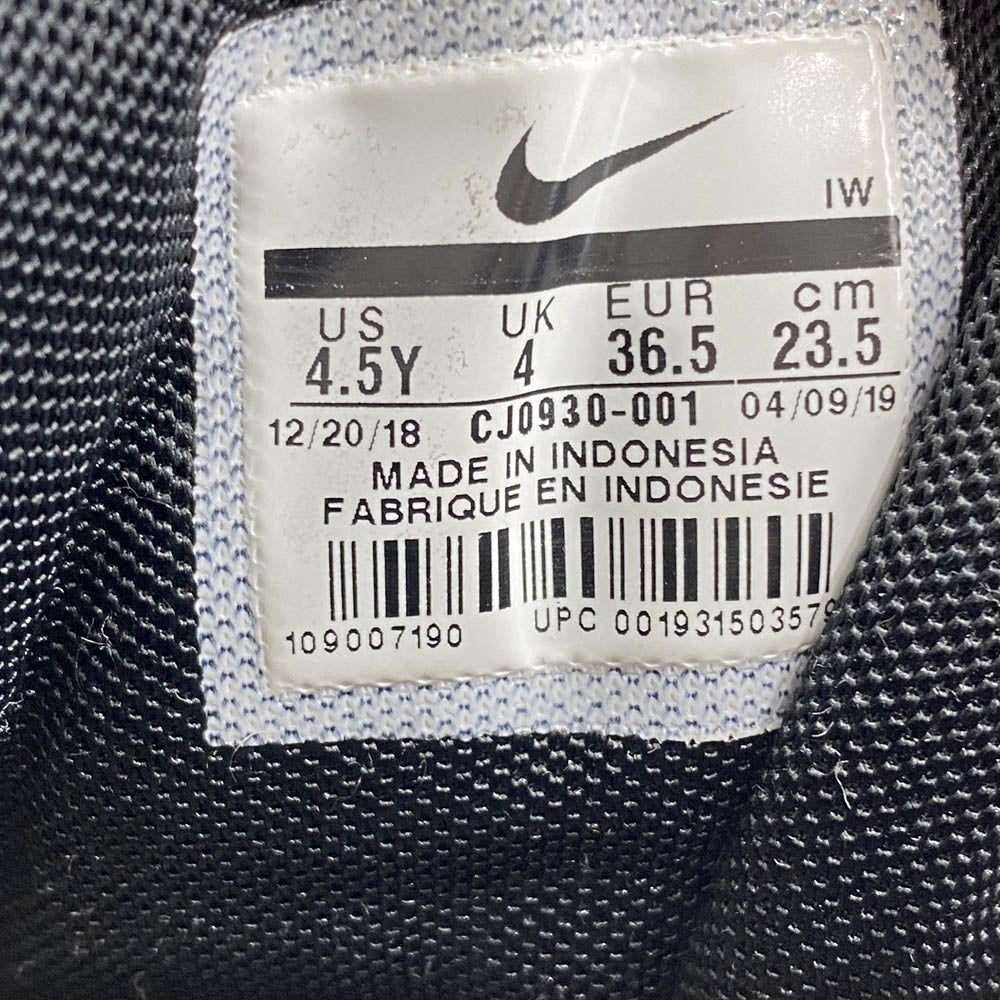 IW
US UK EUR cm
4.5Y 4 36.5 23.5
12/20/18 CJ0930-001 04/09/19
MADE IN INDONESIA
FABRIQUE EN INDONESIE
109007190 UPC 00193150357